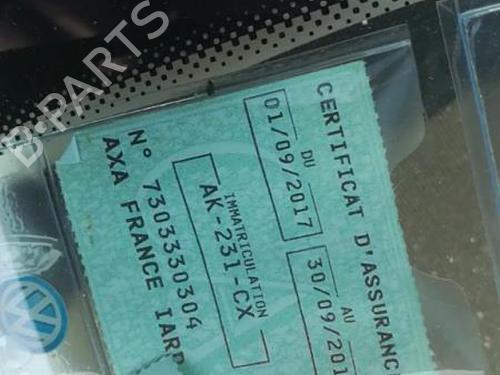 B-PARTS
CERTIFICAT D'ASSURANC
DU
01/09/2017
AU
30/09/201
IMMATRICULATION
AK-231-CX
N° 7303330304
AXA FRANCE IARD